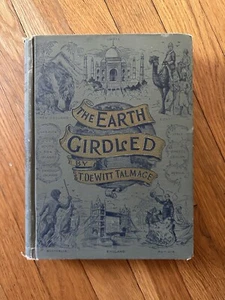 THE EARTH
GIRDLED
BY
T. DEWITT TALMAGE